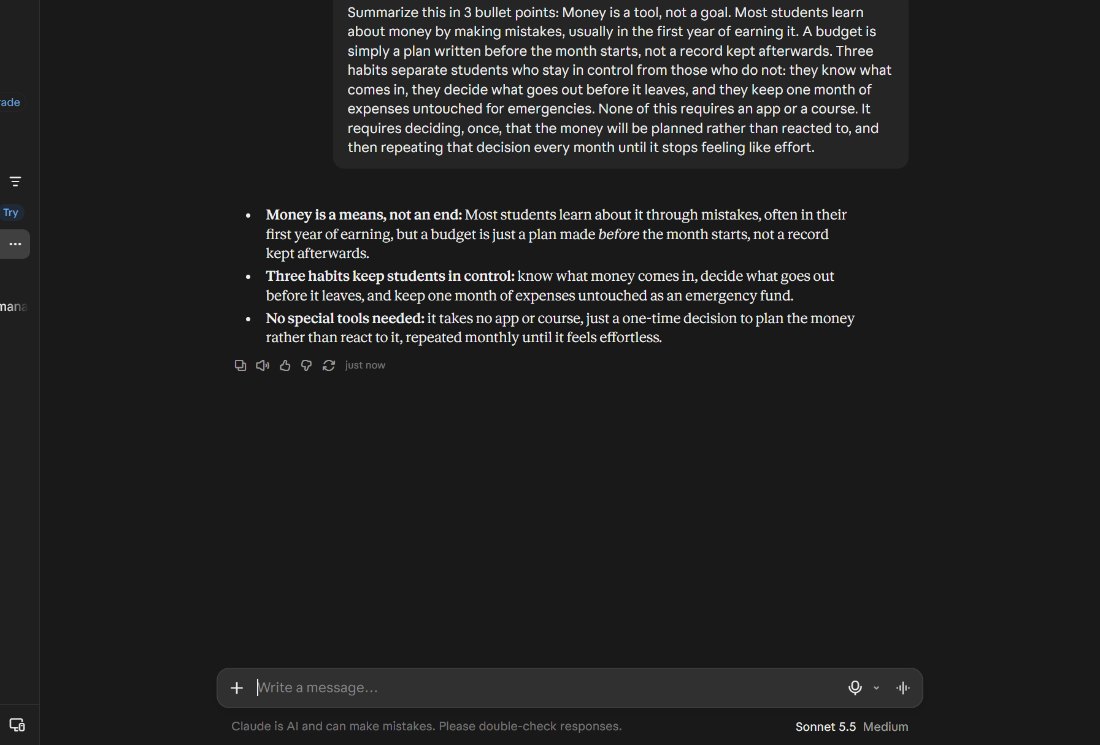 Summarize this in 3 bullet points: Money is a tool, not a goal. Most students learn
about money by making mistakes, usually in the first year of earning it. A budget is
simply a plan written before the month starts, not a record kept afterwards. Three
habits separate students who stay in control from those who do not: they know what
comes in, they decide what goes out before it leaves, and they keep one month of
expenses untouched for emergencies. None of this requires an app or a course. It
requires deciding, once, that the money will be planned rather than reacted to, and
then repeating that decision every month until it stops feeling like effort.
ade
Try
mana
• Money is a means, not an end: Most students learn about it through mistakes, often in their
first year of earning, but a budget is just a plan made before the month starts, not a record
kept afterwards.
• Three habits keep students in control: know what money comes in, decide what goes out
before it leaves, and keep one month of expenses untouched as an emergency fund.
• No special tools needed: it takes no app or course, just a one-time decision to plan the money
rather than react to it, repeated monthly until it feels effortless.
just now
Write a message...
Claude is AI and can make mistakes. Please double-check responses.
Sonnet 5.5 Medium